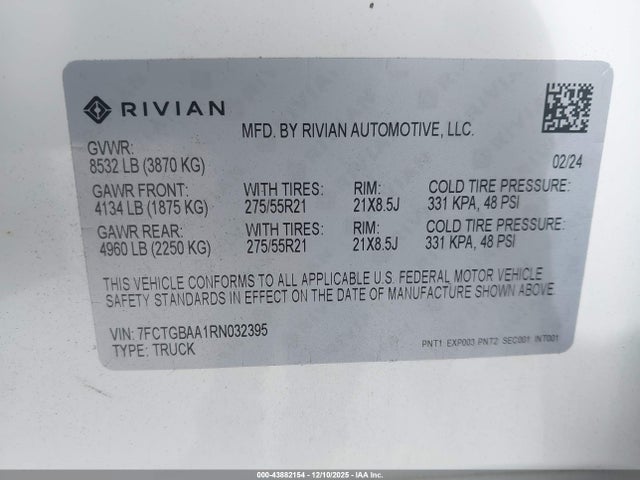 RIVIAN
MFD. BY RIVIAN AUTOMOTIVE, LLC.
GVWR:
8532 LB (3870 KG)
02/24
GAWR FRONT: WITH TIRES: RIM: COLD TIRE PRESSURE:
4134 LB (1875 KG) 275/55R21 21X8.5J 331 KPA, 48 PSI
GAWR REAR: WITH TIRES: RIM: COLD TIRE PRESSURE:
4960 LB (2250 KG) 275/55R21 21X8.5J 331 KPA, 48 PSI
THIS VEHICLE CONFORMS TO ALL APPLICABLE U.S. FEDERAL MOTOR VEHICLE
SAFETY STANDARDS IN EFFECT ON THE DATE OF MANUFACTURE SHOWN ABOVE.
VIN: 7FCTGBAA1RN032395
TYPE: TRUCK
PNT1 EXP003 PNT2 SEC001 INT001
000-43882154 - 12/10/2025 - IAA Inc.